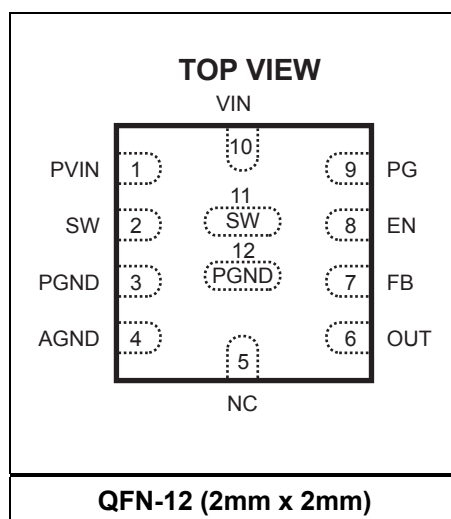 TOP VIEW
VIN
10
PVIN 1 9 PG
11
SW 2 SW 8 EN
12
PGND 3 PGND 7 FB
AGND 4 6 OUT
5
NC
QFN-12 (2mm x 2mm)